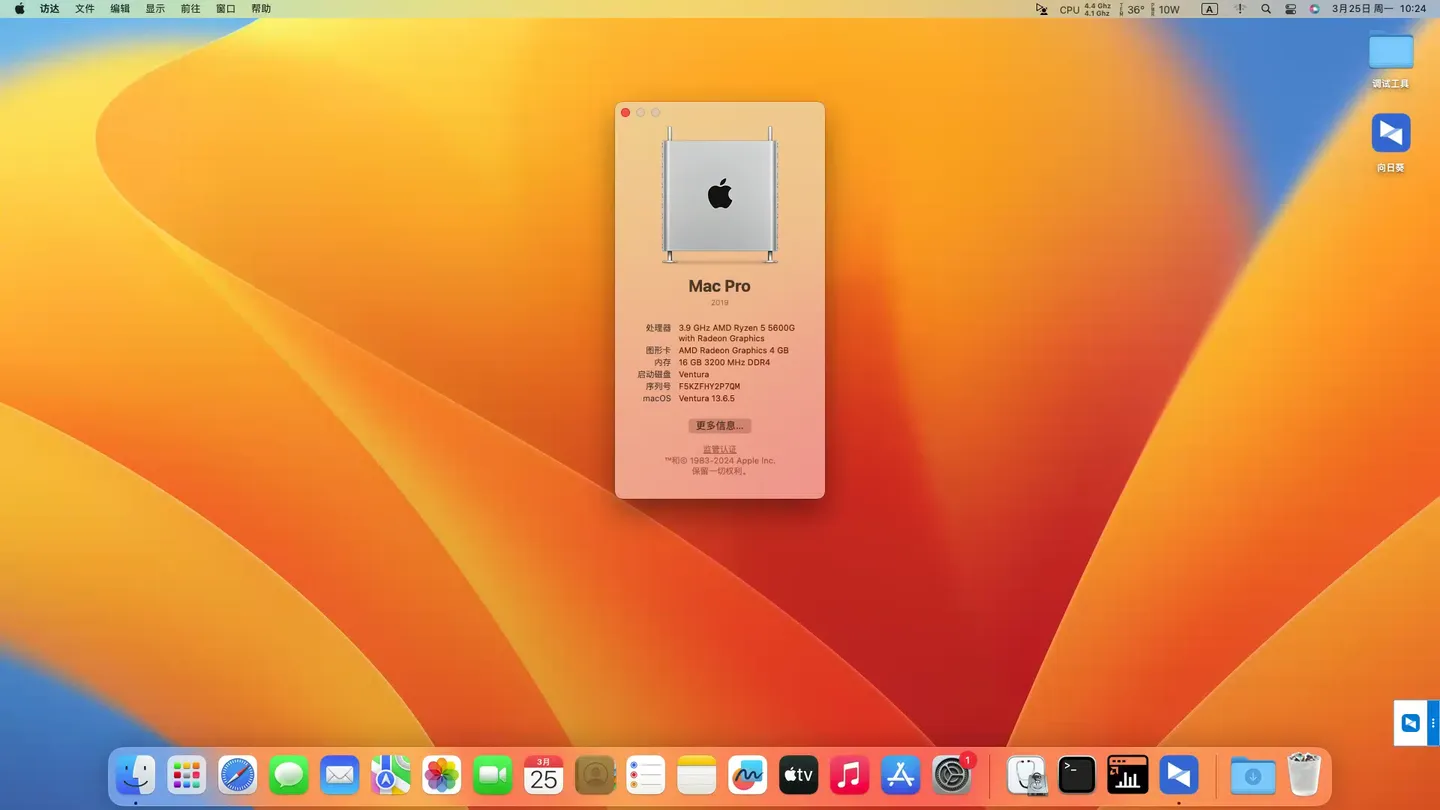 访达 文件 编辑 显示 前往 窗口 帮助
CPU 4.4 Ghz 4.1 Ghz 36° 10W A 3月25日 周一 10:24
调试工具
向日葵
Mac Pro
2019
处理器 3.9 GHz AMD Ryzen 5 5600G
with Radeon Graphics
图形卡 AMD Radeon Graphics 4 GB
内存 16 GB 3200 MHz DDR4
启动磁盘 Ventura
序列号 F5KZFHY2P7QM
macOS Ventura 13.6.5
更多信息...
监管认证
™和© 1983-2024 Apple Inc.
保留一切权利。
3月
25
tv
1
>_